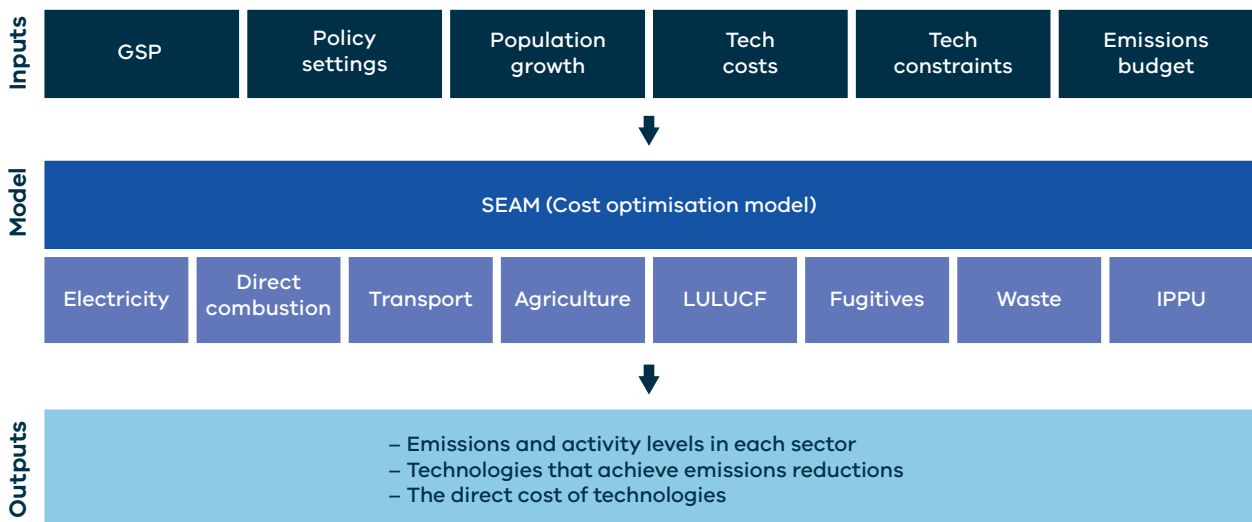 Inputs
GSP
Policy
settings
Population
growth
Tech
costs
Tech
constraints
Emissions
budget
Model
SEAM (Cost optimisation model)
Electricity
Direct
combustion
Transport
Agriculture
LULUCF
Fugitives
Waste
IPPU
Outputs
– Emissions and activity levels in each sector
– Technologies that achieve emissions reductions
– The direct cost of technologies